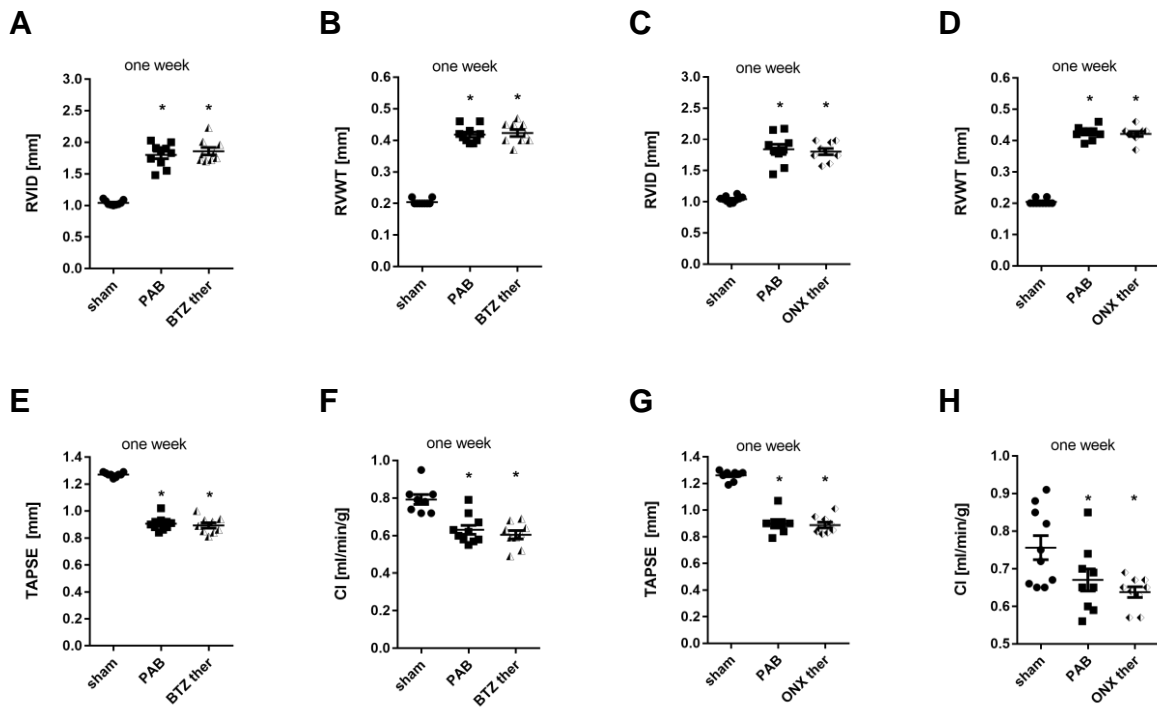 A
B
C
D
one week
one week
one week
one week
3.0
2.5
2.0
1.5
1.0
0.5
0.0
RVID [mm]
* *
sham
PAB
BTZ ther
0.6
0.5
0.4
0.3
0.2
0.1
0.0
RVWT [mm]
* *
sham
PAB
BTZ ther
3.0
2.5
2.0
1.5
1.0
0.5
0.0
RVID [mm]
* *
sham
PAB
ONX ther
0.6
0.5
0.4
0.3
0.2
0.1
0.0
RVWT [mm]
* *
sham
PAB
ONX ther
E
F
G
H
one week
one week
one week
one week
1.4
1.2
1.0
0.8
0.6
0.4
0.2
0.0
TAPSE [mm]
* *
sham
PAB
BTZ ther
1.0
0.8
0.6
0.4
0.2
0.0
CI [ml/min/g]
* *
sham
PAB
BTZ ther
1.4
1.2
1.0
0.8
0.6
0.4
0.2
0.0
TAPSE [mm]
* *
sham
PAB
ONX ther
1.0
0.9
0.8
0.7
0.6
0.5
CI [ml/min/g]
* *
sham
PAB
ONX ther